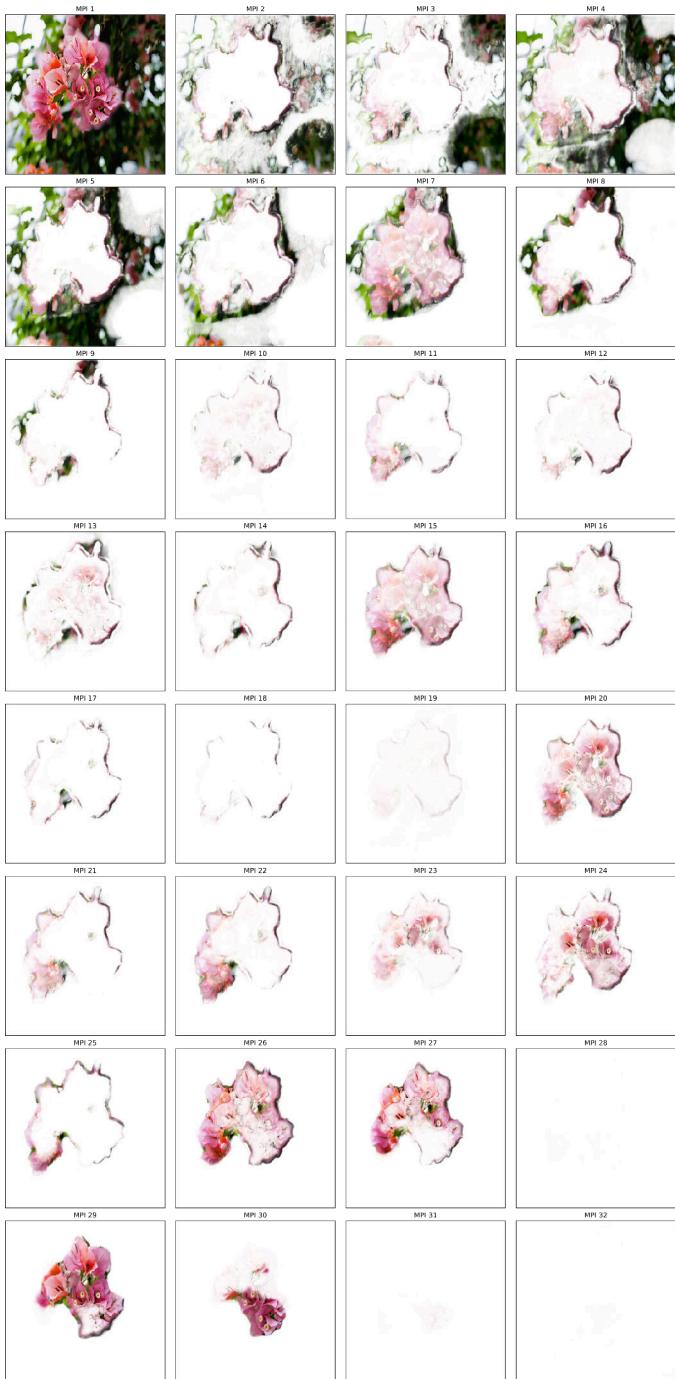 MPI 1 MPI 2 MPI 3 MPI 4
MPI 5 MPI 6 MPI 7 MPI 8
MPI 9 MPI 10 MPI 11 MPI 12
MPI 13 MPI 14 MPI 15 MPI 16
MPI 17 MPI 18 MPI 19 MPI 20
MPI 21 MPI 22 MPI 23 MPI 24
MPI 25 MPI 26 MPI 27 MPI 28
MPI 29 MPI 30 MPI 31 MPI 32